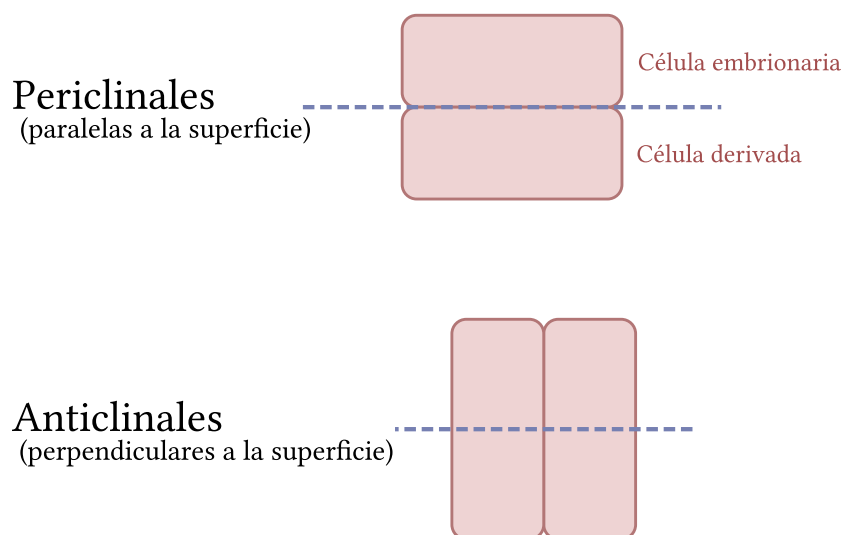 Célula embrionaria
Periclinales
(paralelas a la superficie)
Célula derivada
Anticlinales
(perpendiculares a la superficie)